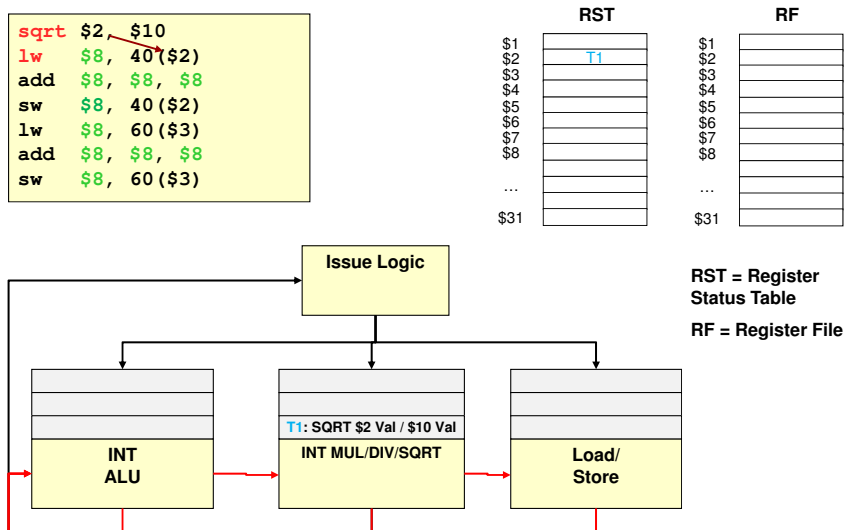 sqrt $2, $10
lw $8, 40($2)
add $8, $8, $8
sw $8, 40($2)
lw $8, 60($3)
add $8, $8, $8
sw $8, 60($3)
RST
$1
$2 T1
$3
$4
$5
$6
$7
$8
...
$31
RF
$1
$2
$3
$4
$5
$6
$7
$8
...
$31
Issue Logic
RST = Register
Status Table
RF = Register File
T1: SQRT $2 Val / $10 Val
INT
ALU
INT MUL/DIV/SQRT
Load/
Store